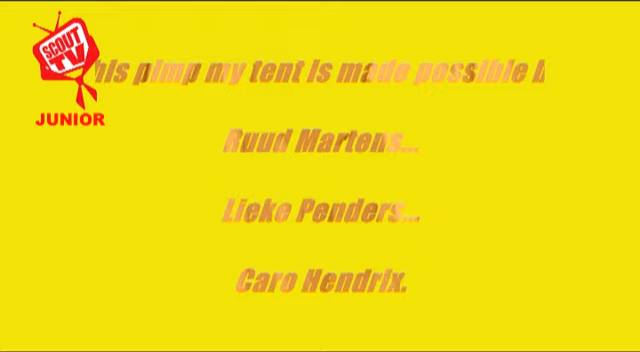 SCOUT
TV
JUNIOR
his pimp my tent is made possible b
Ruud Martens...
Lieke Penders...
Caro Hendrix.